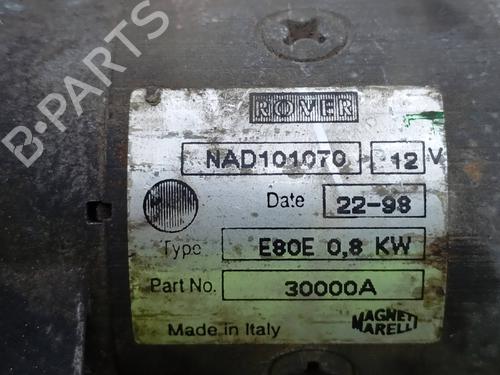 B-PARTS
ROVER
NAD101070 12 V
Date 22-98
Type E80E 0,8 KW
Part No. 30000A
Made in Italy
MAGNETI MARELLI